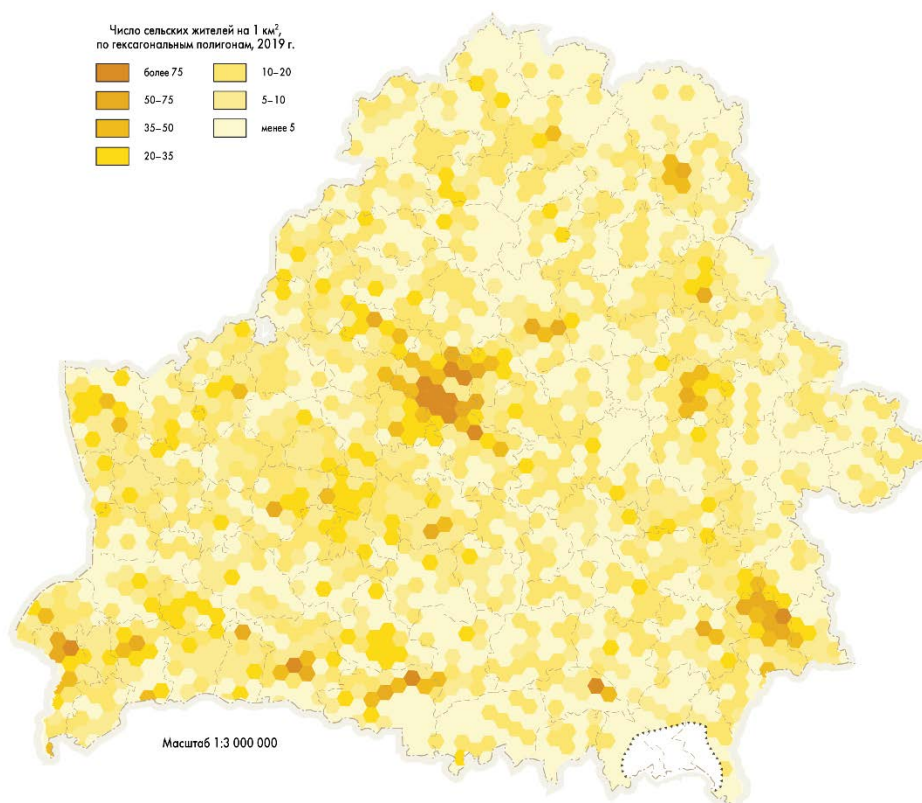 Число сельских жителей на 1 км²,
по гексагональным полигонам, 2019 г.
более 75
50–75
35–50
20–35
10–20
5–10
менее 5
Масштаб 1:3 000 000